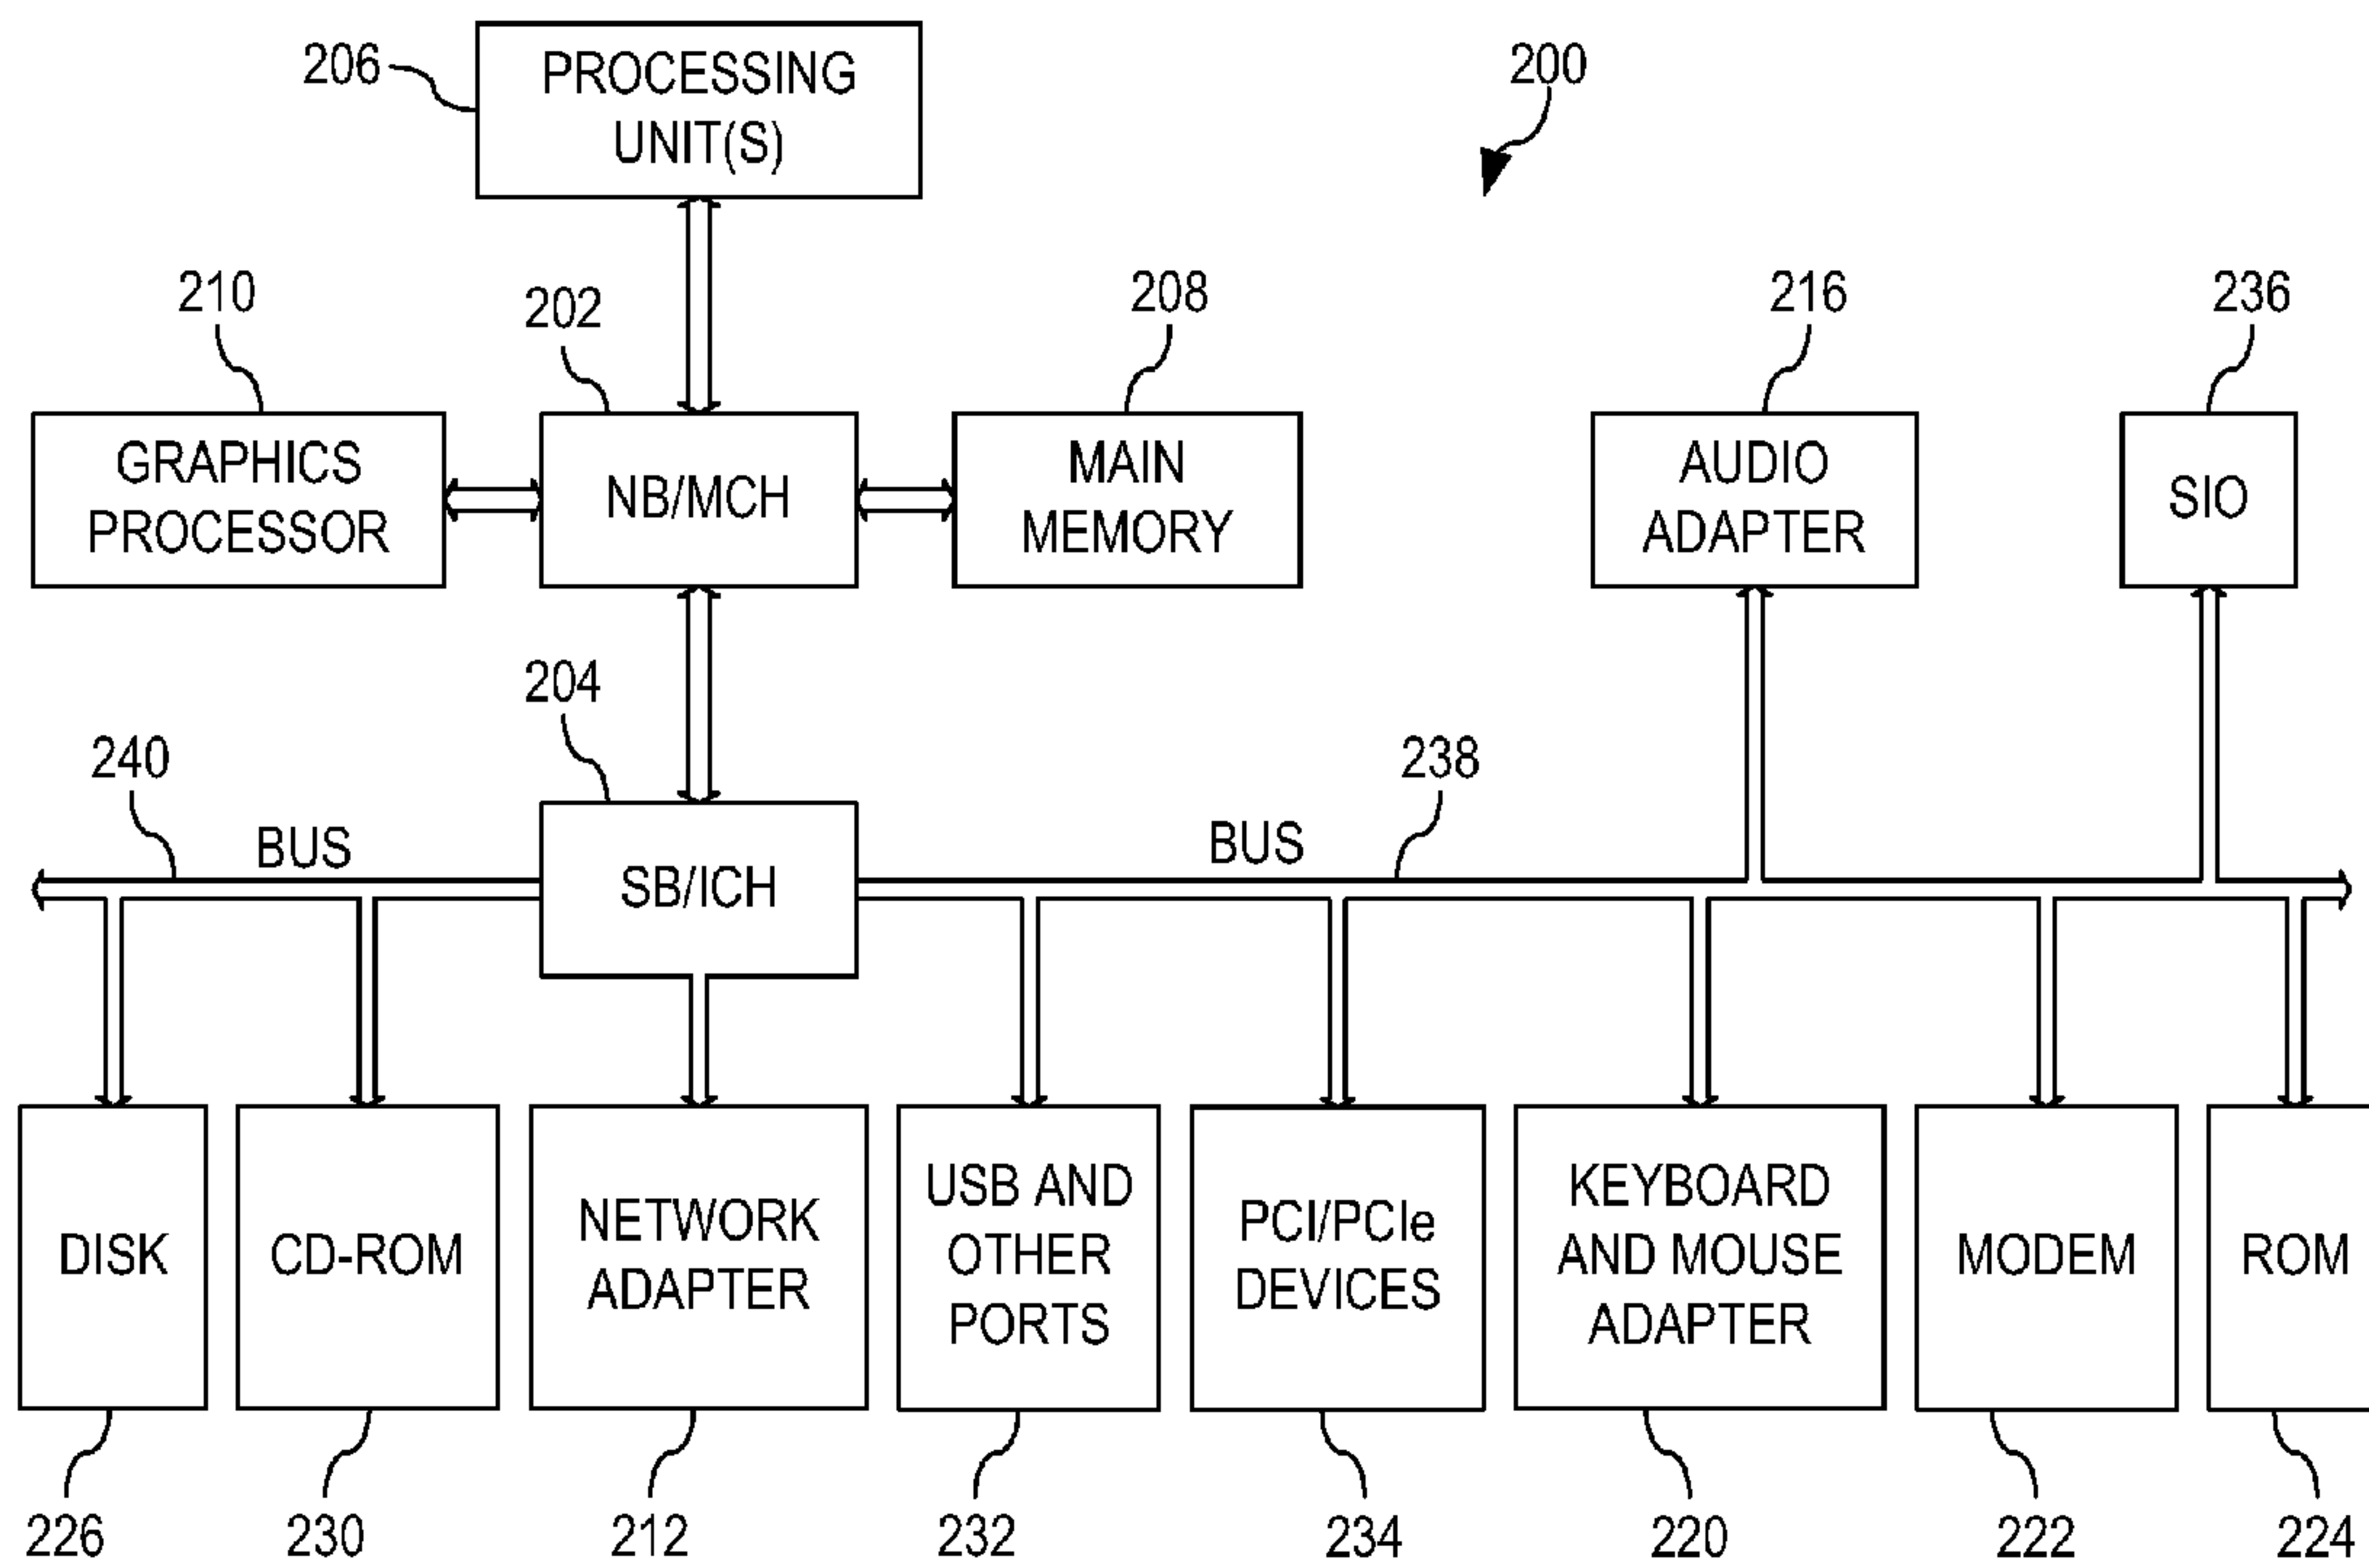 206
PROCESSING
UNIT(S)
200
210
202
208
216
236
GRAPHICS
PROCESSOR
NB/MCH
MAIN
MEMORY
AUDIO
ADAPTER
SIO
204
240
238
BUS
SB/ICH
BUS
DISK
CD-ROM
NETWORK
ADAPTER
USB AND
OTHER
PORTS
PCI/PCIe
DEVICES
KEYBOARD
AND MOUSE
ADAPTER
MODEM
ROM
226
230
212
232
234
220
222
224